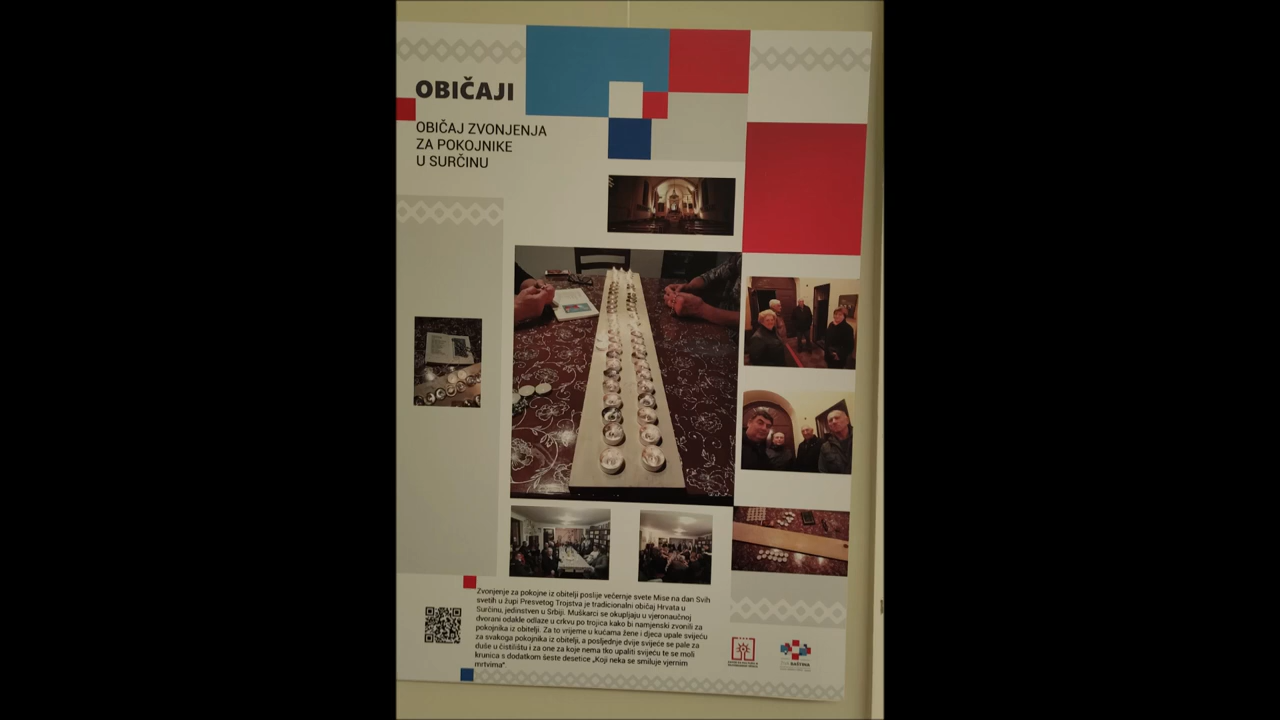 OBIČAJI
OBIČAJ ZVONJENJA
ZA POKOJNIKE
U SURČINU
Zvonjenje za pokojne iz obitelji poslije večernje svete Mise na dan Svih
svetih u župi Presvetog Trojstva je tradicionalni običaj Hrvata u
Surčinu, jedinstven u Srbiji. Muškarci se okupljaju u vjeronaučnoj
dvorani odakle odlaze u crkvu po trojica kako bi namjenski zvonili za
pokojnika iz obitelji. Za to vrijeme u kućama žene i djeca upale svijeću
za svakoga pokojnika iz obitelji, a posljednje dvije svijeće se pale za
duše u čistilištu i za one za koje nema tko upaliti svijeću te se moli
krunica s dodatkom šeste desetice „Koji neka se smiluje vjernim
mrtvima“.